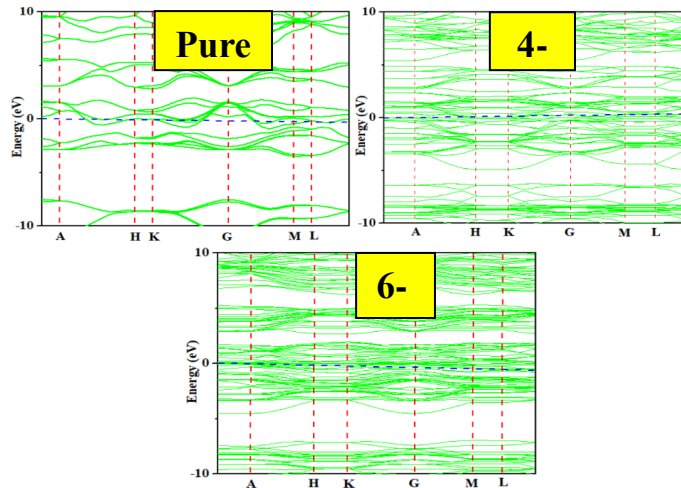 Pure
10
0
-10
Energy (eV)
A H K G M L
4-
10
0
-10
Energy (eV)
A H K G M L
6-
10
0
-10
Energy (eV)
A H K G M L